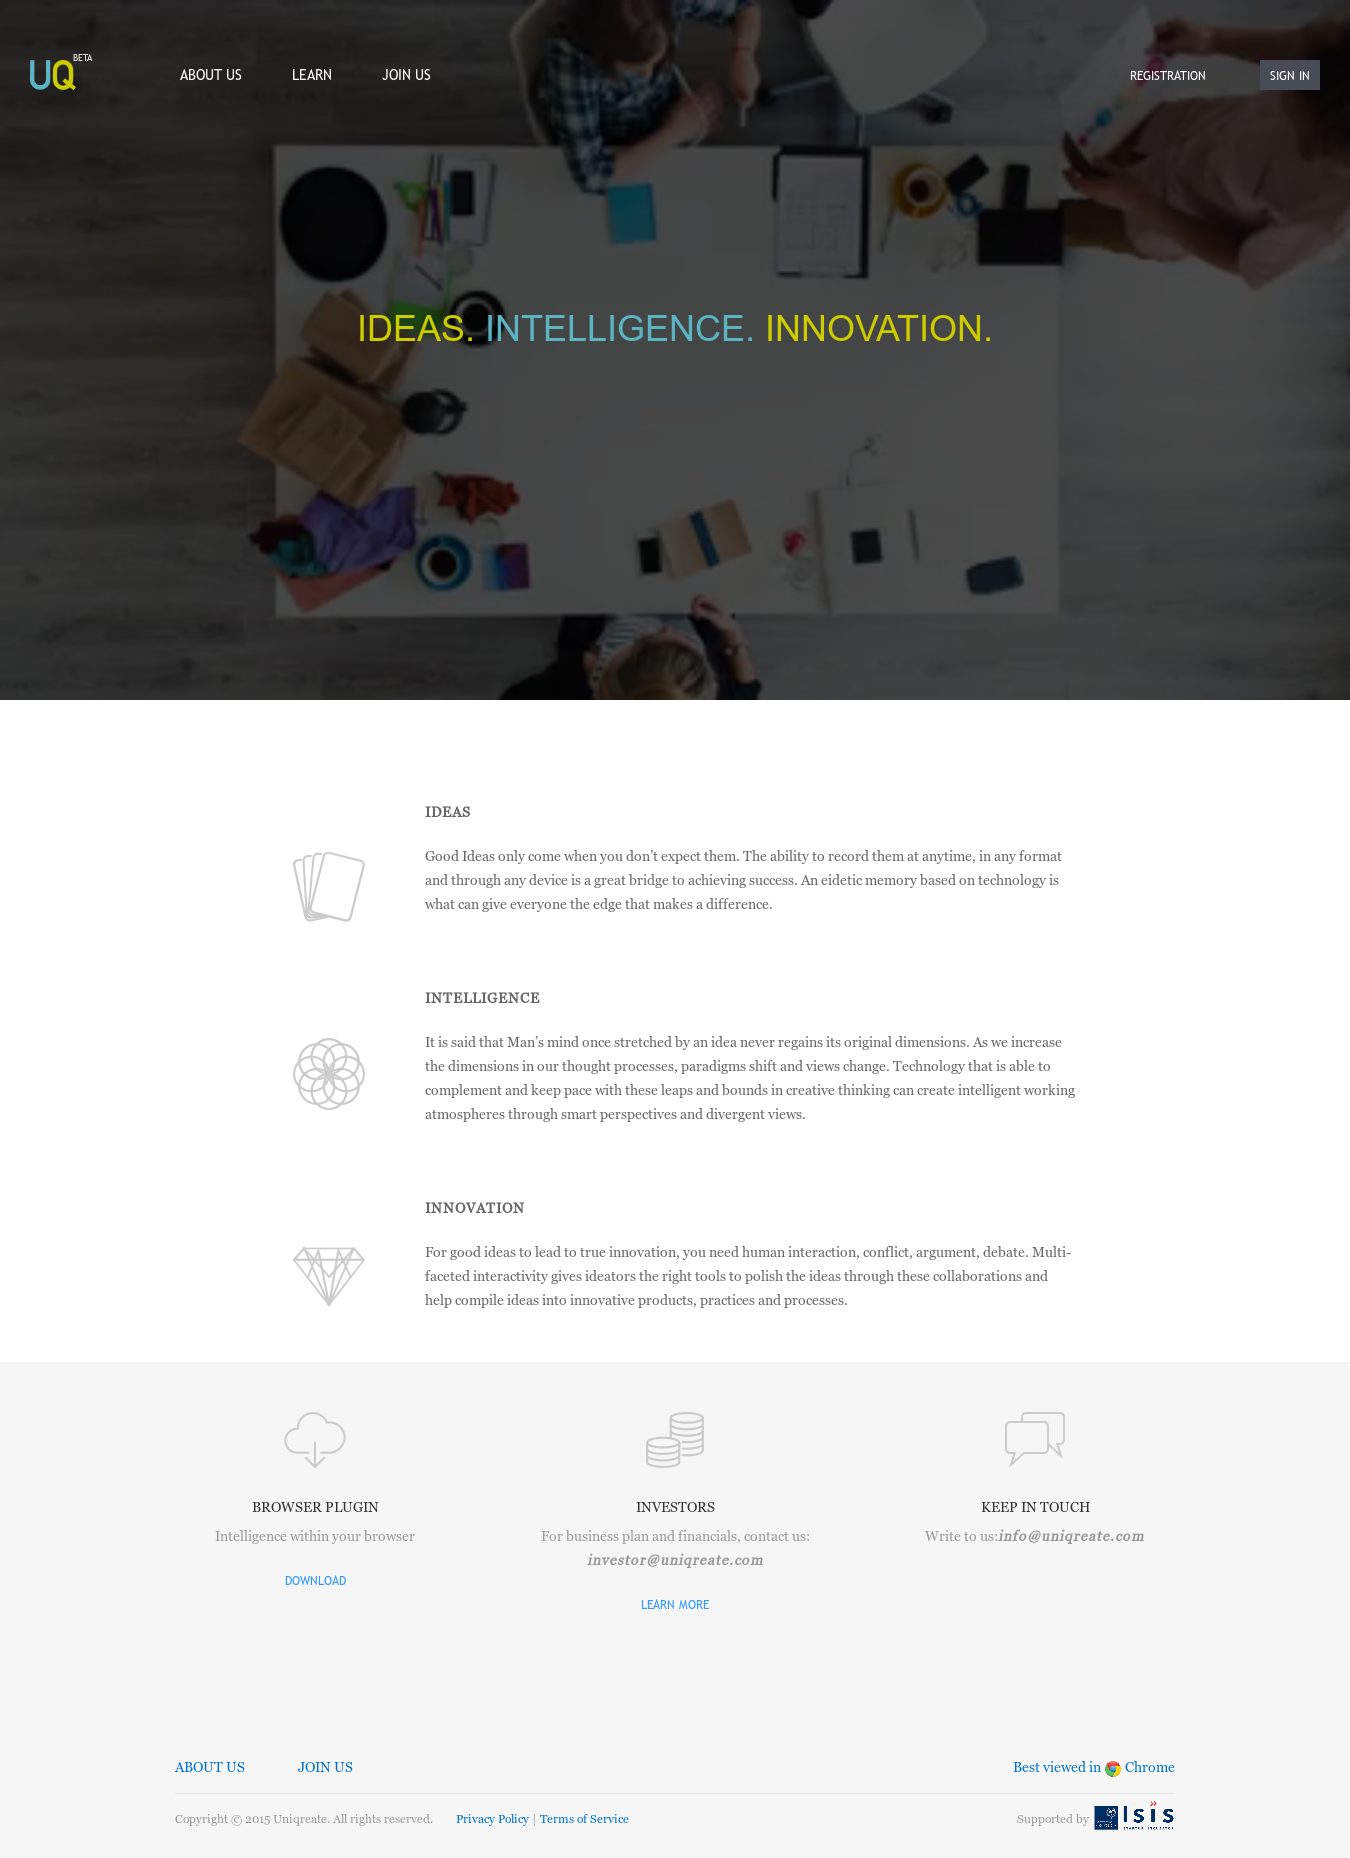 UQ BETA
ABOUT US LEARN JOIN US
REGISTRATION SIGN IN
IDEAS. INTELLIGENCE. INNOVATION.
IDEAS
Good Ideas only come when you don’t expect them. The ability to record them at anytime, in any format
and through any device is a great bridge to achieving success. An eidetic memory based on technology is
what can give everyone the edge that makes a difference.
INTELLIGENCE
It is said that Man’s mind once stretched by an idea never regains its original dimensions. As we increase
the dimensions in our thought processes, paradigms shift and views change. Technology that is able to
complement and keep pace with these leaps and bounds in creative thinking can create intelligent working
atmospheres through smart perspectives and divergent views.
INNOVATION
For good ideas to lead to true innovation, you need human interaction, conflict, argument, debate. Multi-
faceted interactivity gives ideators the right tools to polish the ideas through these collaborations and
help compile ideas into innovative products, practices and processes.
BROWSER PLUGIN
Intelligence within your browser
DOWNLOAD
INVESTORS
For business plan and financials, contact us:
investor@uniqreate.com
LEARN MORE
KEEP IN TOUCH
Write to us:info@uniqreate.com
ABOUT US JOIN US
Best viewed in Chrome
Copyright © 2015 Uniqreate. All rights reserved. Privacy Policy | Terms of Service
Supported by Isis